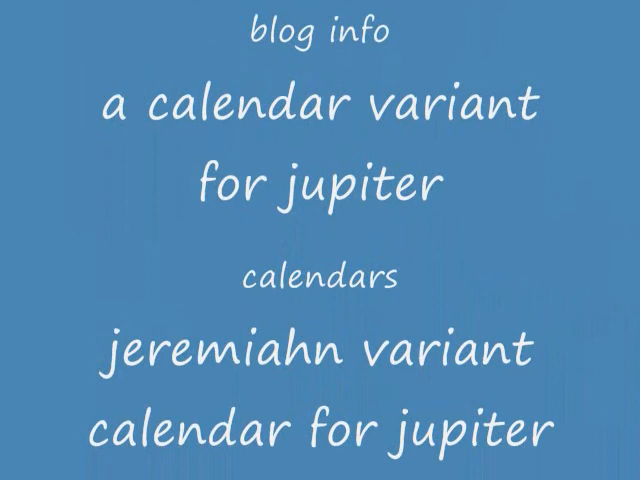 blog info
a calendar variant
for jupiter
calendars
jeremiahn variant
calendar for jupiter